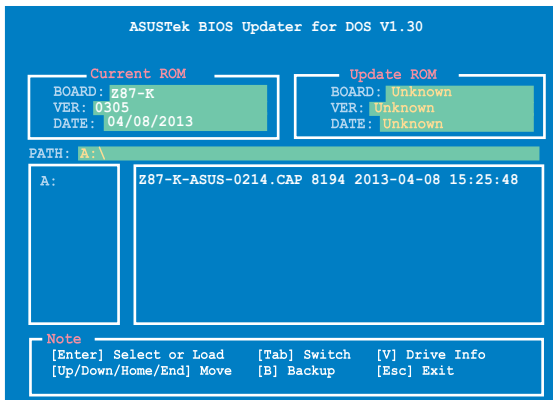 ASUSTek BIOS Updater for DOS V1.30
Current ROM
BOARD: Z87-K
VER: 0305
DATE: 04/08/2013
Update ROM
BOARD: Unknown
VER: Unknown
DATE: Unknown
PATH: A:\
A:
Z87-K-ASUS-0214.CAP 8194 2013-04-08 15:25:48
Note
[Enter] Select or Load [Tab] Switch [V] Drive Info
[Up/Down/Home/End] Move [B] Backup [Esc] Exit